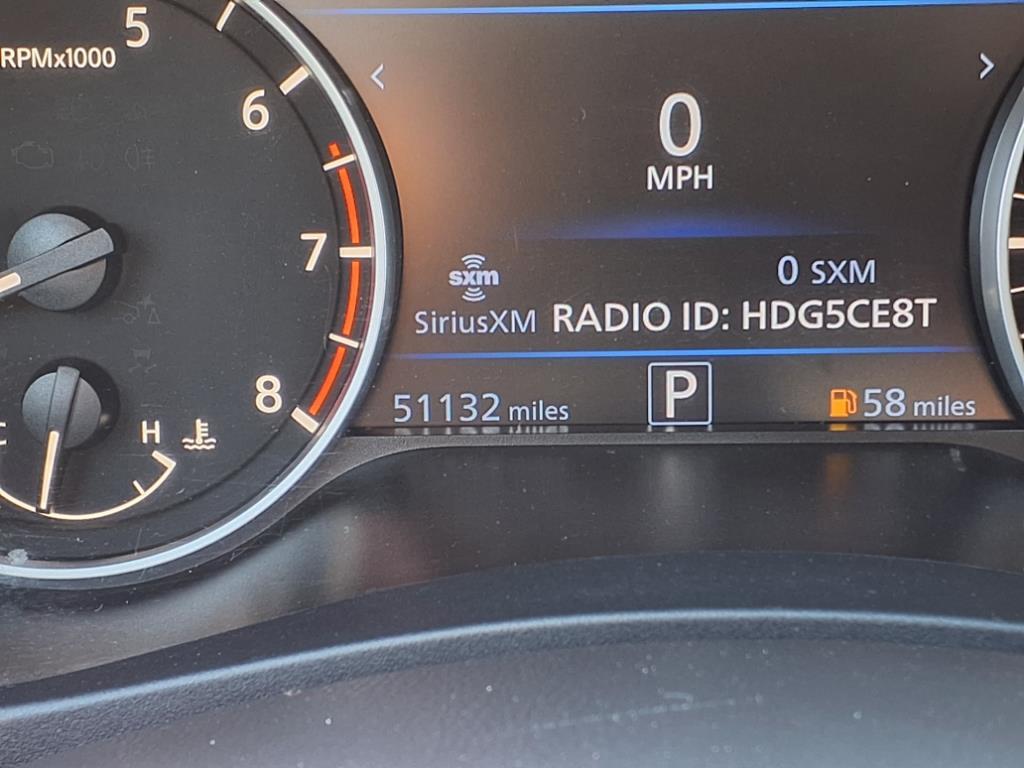 5
RPMx1000
6
7
8
C H
<
>
0
MPH
sxm
SiriusXM
0 SXM
RADIO ID: HDG5CE8T
51132 miles
P
58 miles